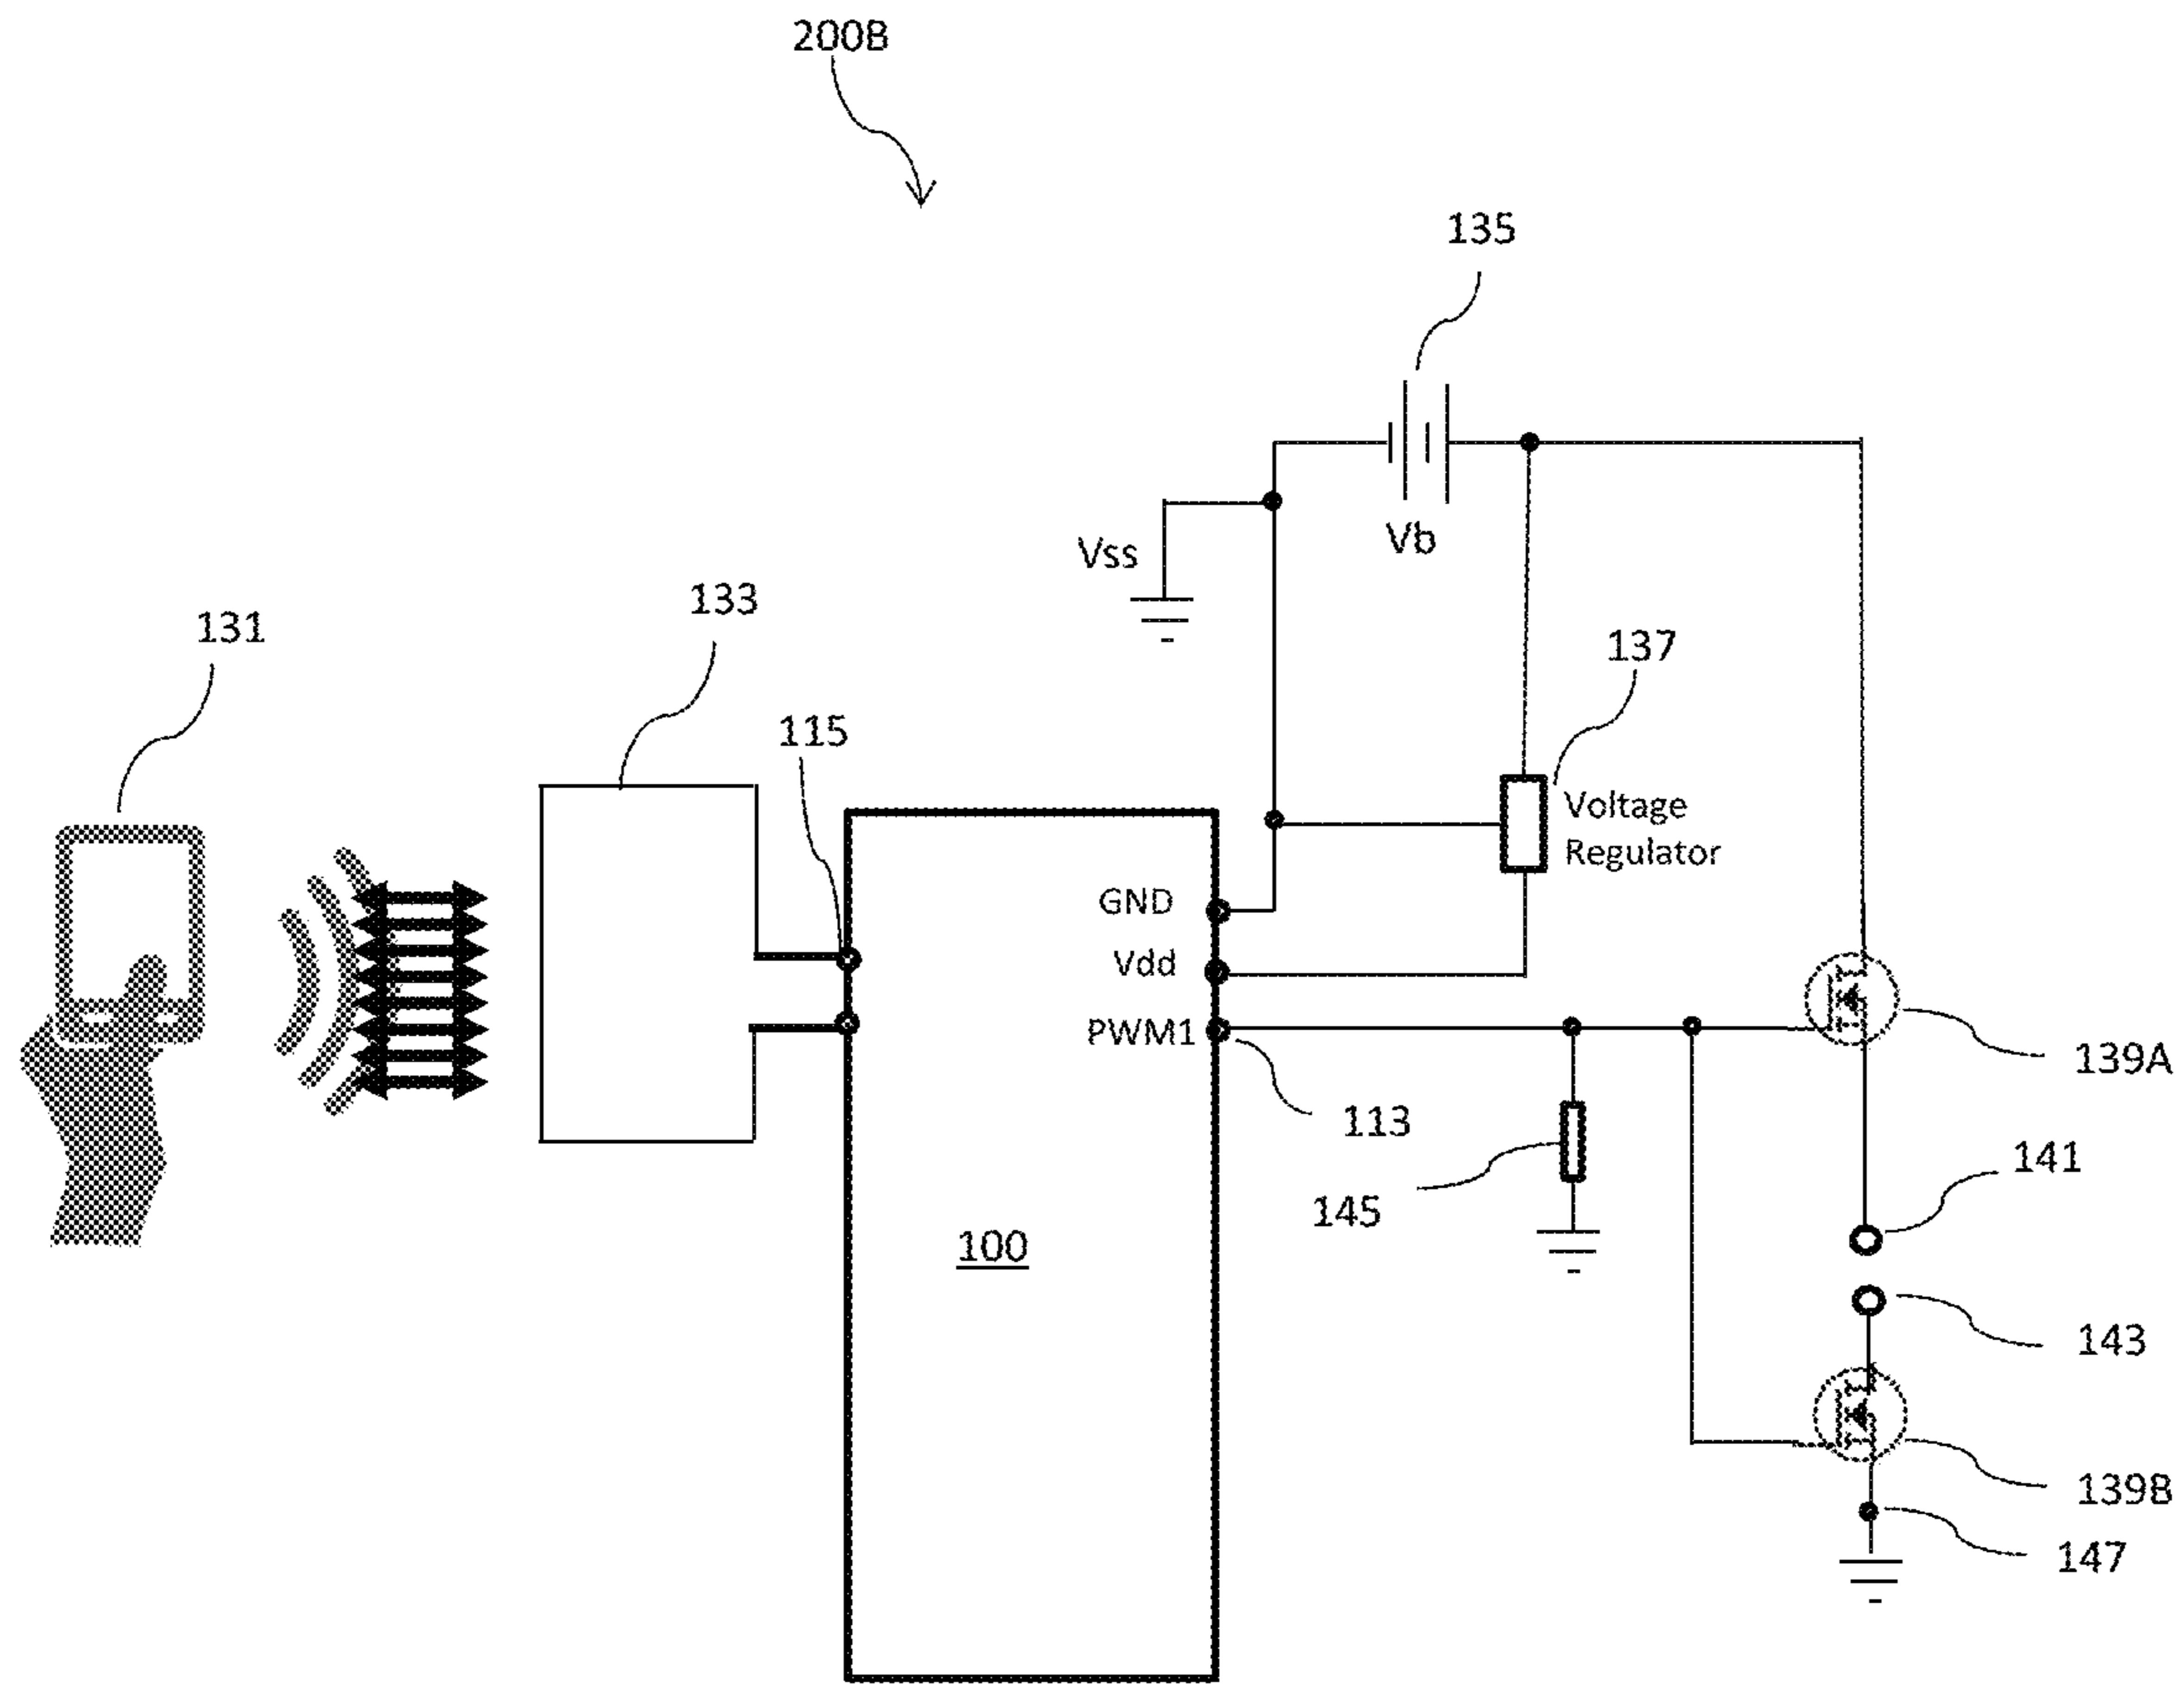 200B
135
Vb
Vss
133
131
137
115
Voltage
Regulator
GND
Vdd
PWM1
139A
113
141
145
100
143
139B
147